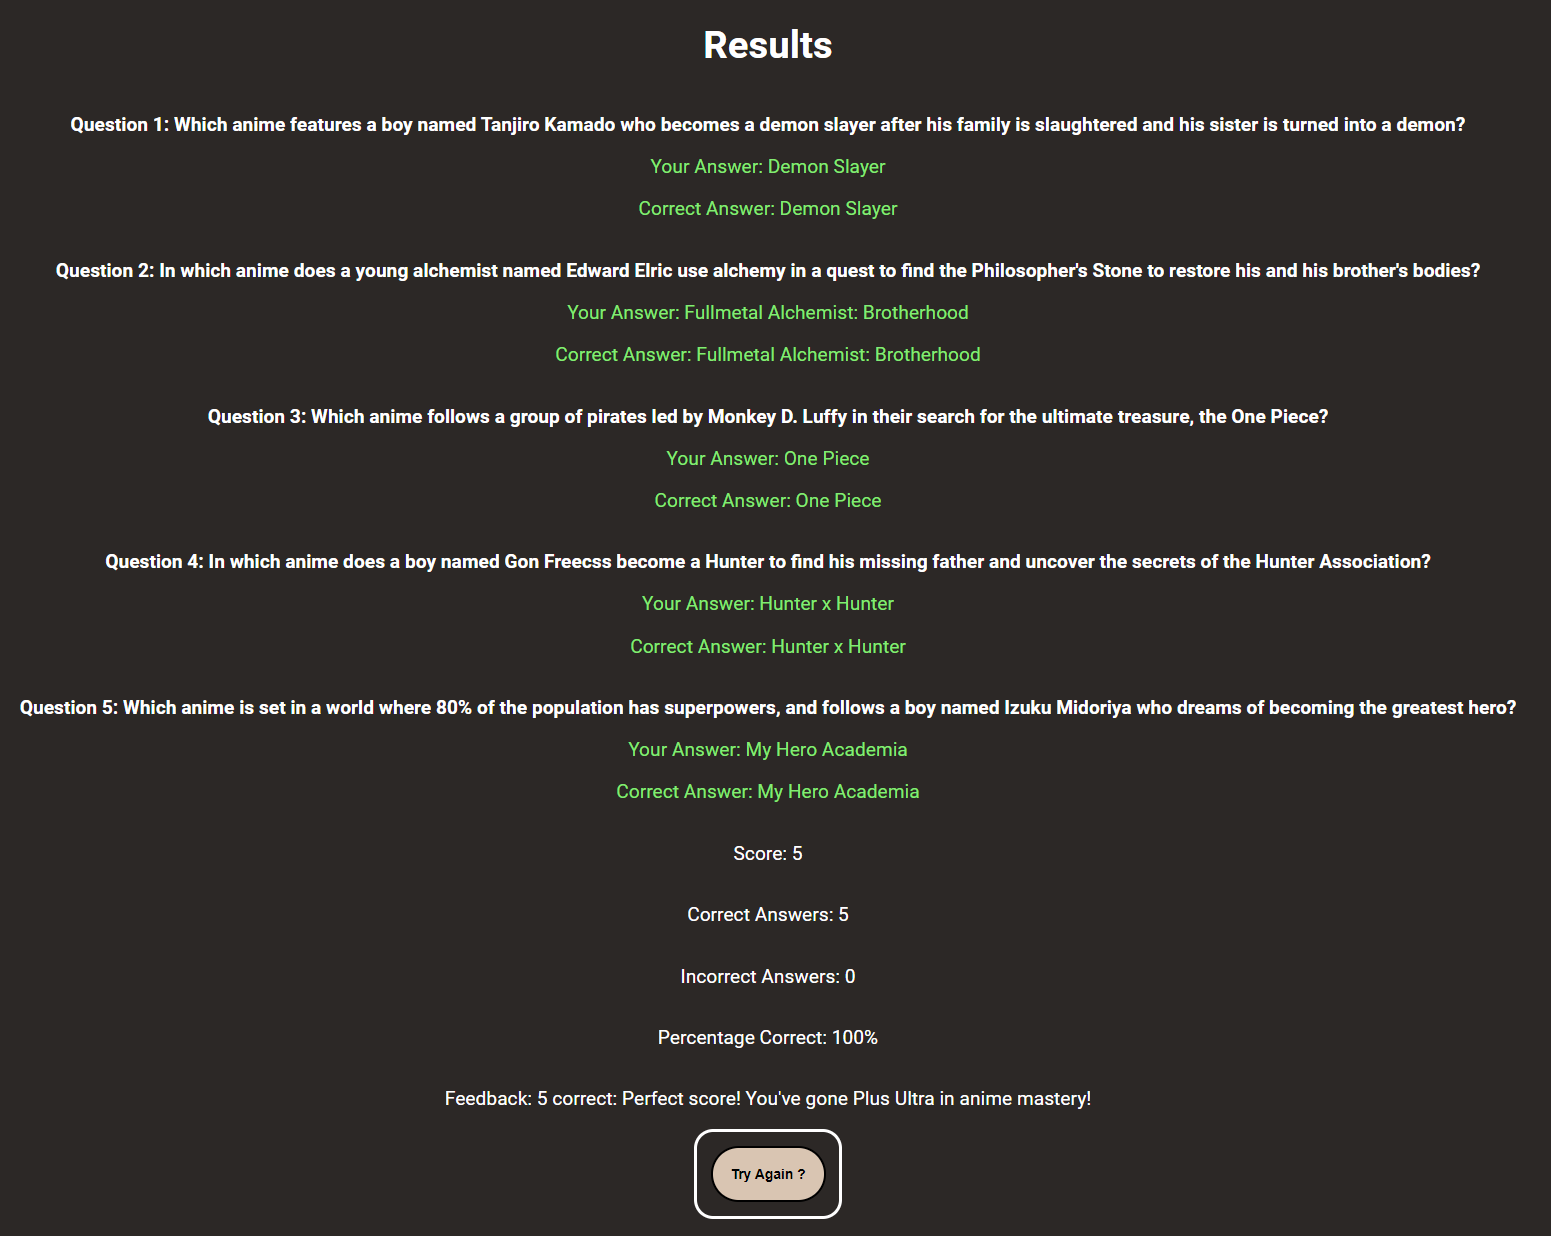 Results
Question 1: Which anime features a boy named Tanjiro Kamado who becomes a demon slayer after his family is slaughtered and his sister is turned into a demon?
Your Answer: Demon Slayer
Correct Answer: Demon Slayer
Question 2: In which anime does a young alchemist named Edward Elric use alchemy in a quest to find the Philosopher's Stone to restore his and his brother's bodies?
Your Answer: Fullmetal Alchemist: Brotherhood
Correct Answer: Fullmetal Alchemist: Brotherhood
Question 3: Which anime follows a group of pirates led by Monkey D. Luffy in their search for the ultimate treasure, the One Piece?
Your Answer: One Piece
Correct Answer: One Piece
Question 4: In which anime does a boy named Gon Freecss become a Hunter to find his missing father and uncover the secrets of the Hunter Association?
Your Answer: Hunter x Hunter
Correct Answer: Hunter x Hunter
Question 5: Which anime is set in a world where 80% of the population has superpowers, and follows a boy named Izuku Midoriya who dreams of becoming the greatest hero?
Your Answer: My Hero Academia
Correct Answer: My Hero Academia
Score: 5
Correct Answers: 5
Incorrect Answers: 0
Percentage Correct: 100%
Feedback: 5 correct: Perfect score! You've gone Plus Ultra in anime mastery!
Try Again ?